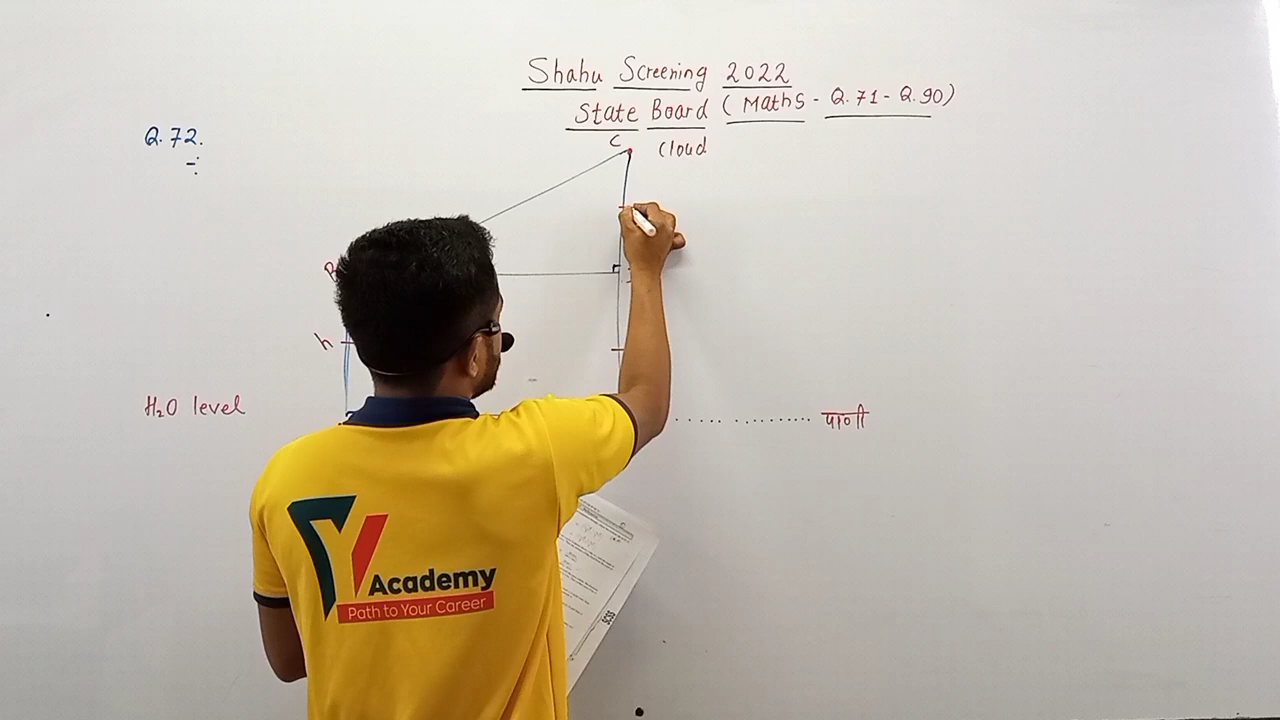 Shahu Screening 2022
State Board (Maths - Q.71 - Q.90)
Q.72.
C
Cloud
h
H₂O level
पाणी
Academy
Path to Your Career